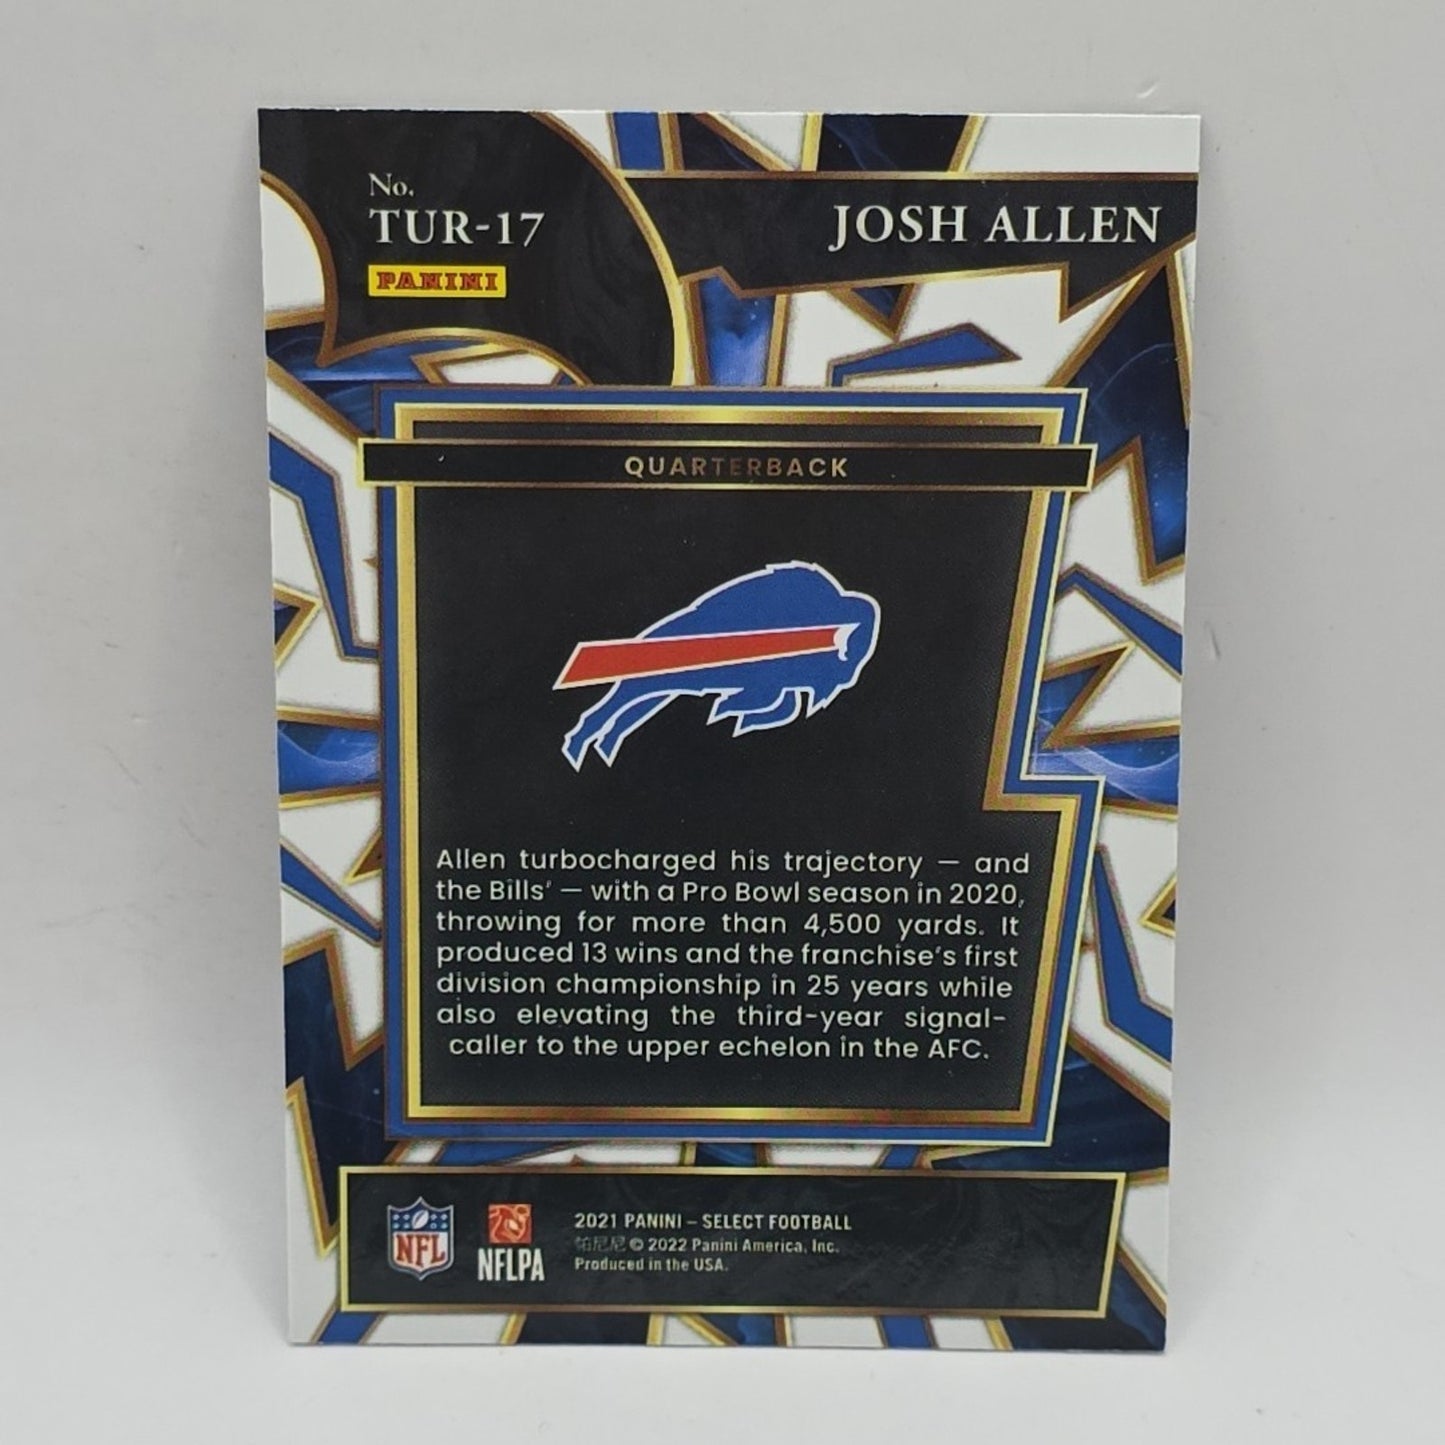 No.
TUR-17
PANINI
JOSH ALLEN
QUARTERBACK
Allen turbocharged his trajectory — and
the Bills' — with a Pro Bowl season in 2020,
throwing for more than 4,500 yards. It
produced 13 wins and the franchise's first
division championship in 25 years while
also elevating the third-year signal-
caller to the upper echelon in the AFC.
NFL
NFLPA
2021 PANINI – SELECT FOOTBALL
帕尼尼 © 2022 Panini America, Inc.
Produced in the USA.